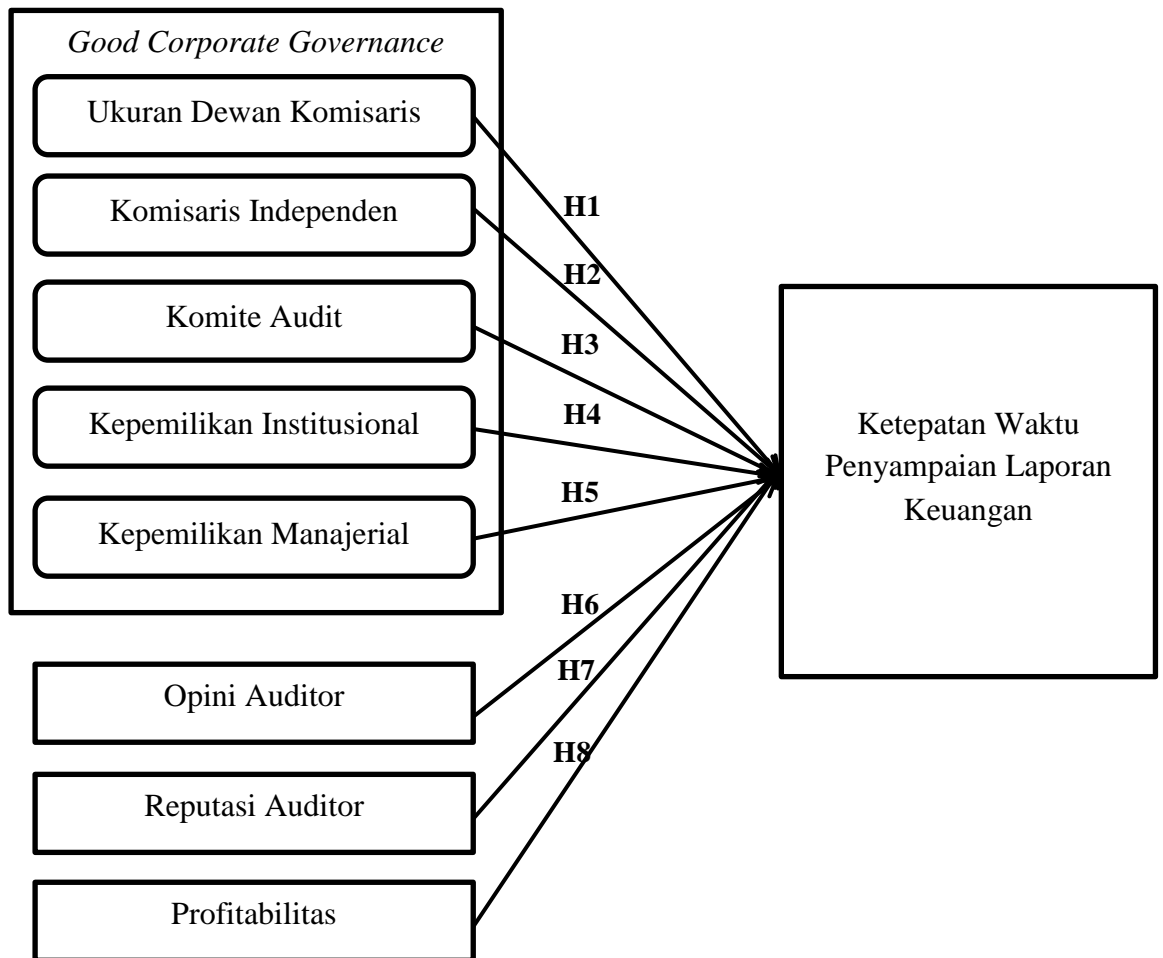 Good Corporate Governance
Ukuran Dewan Komisaris
Komisaris Independen
Komite Audit
Kepemilikan Institusional
Kepemilikan Manajerial
Opini Auditor
Reputasi Auditor
Profitabilitas
H1
H2
H3
H4
H5
H6
H7
H8
Ketepatan Waktu
Penyampaian Laporan
Keuangan